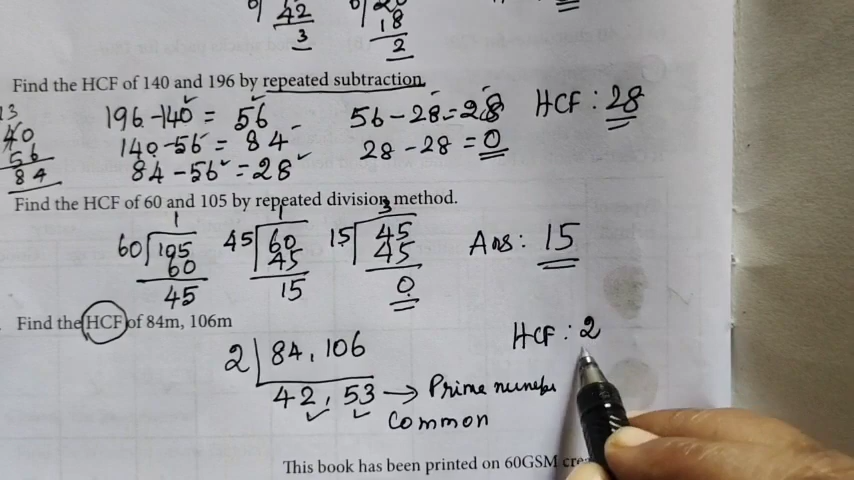 42
3
18
2
Find the HCF of 140 and 196 by repeated subtraction.
196-140 = 56 56-28=28 HCF : 28
140-56 = 84 28-28=0
84-56=28
13
40
56
84
Find the HCF of 60 and 105 by repeated division method.
1 1 3
60 105 45 60 15 45 Ans : 15
60 45 45
45 15 0
Find the HCF of 84m, 106m
2 84, 106 HCF : 2
42, 53 → Prime number
Common
This book has been printed on 60GSM